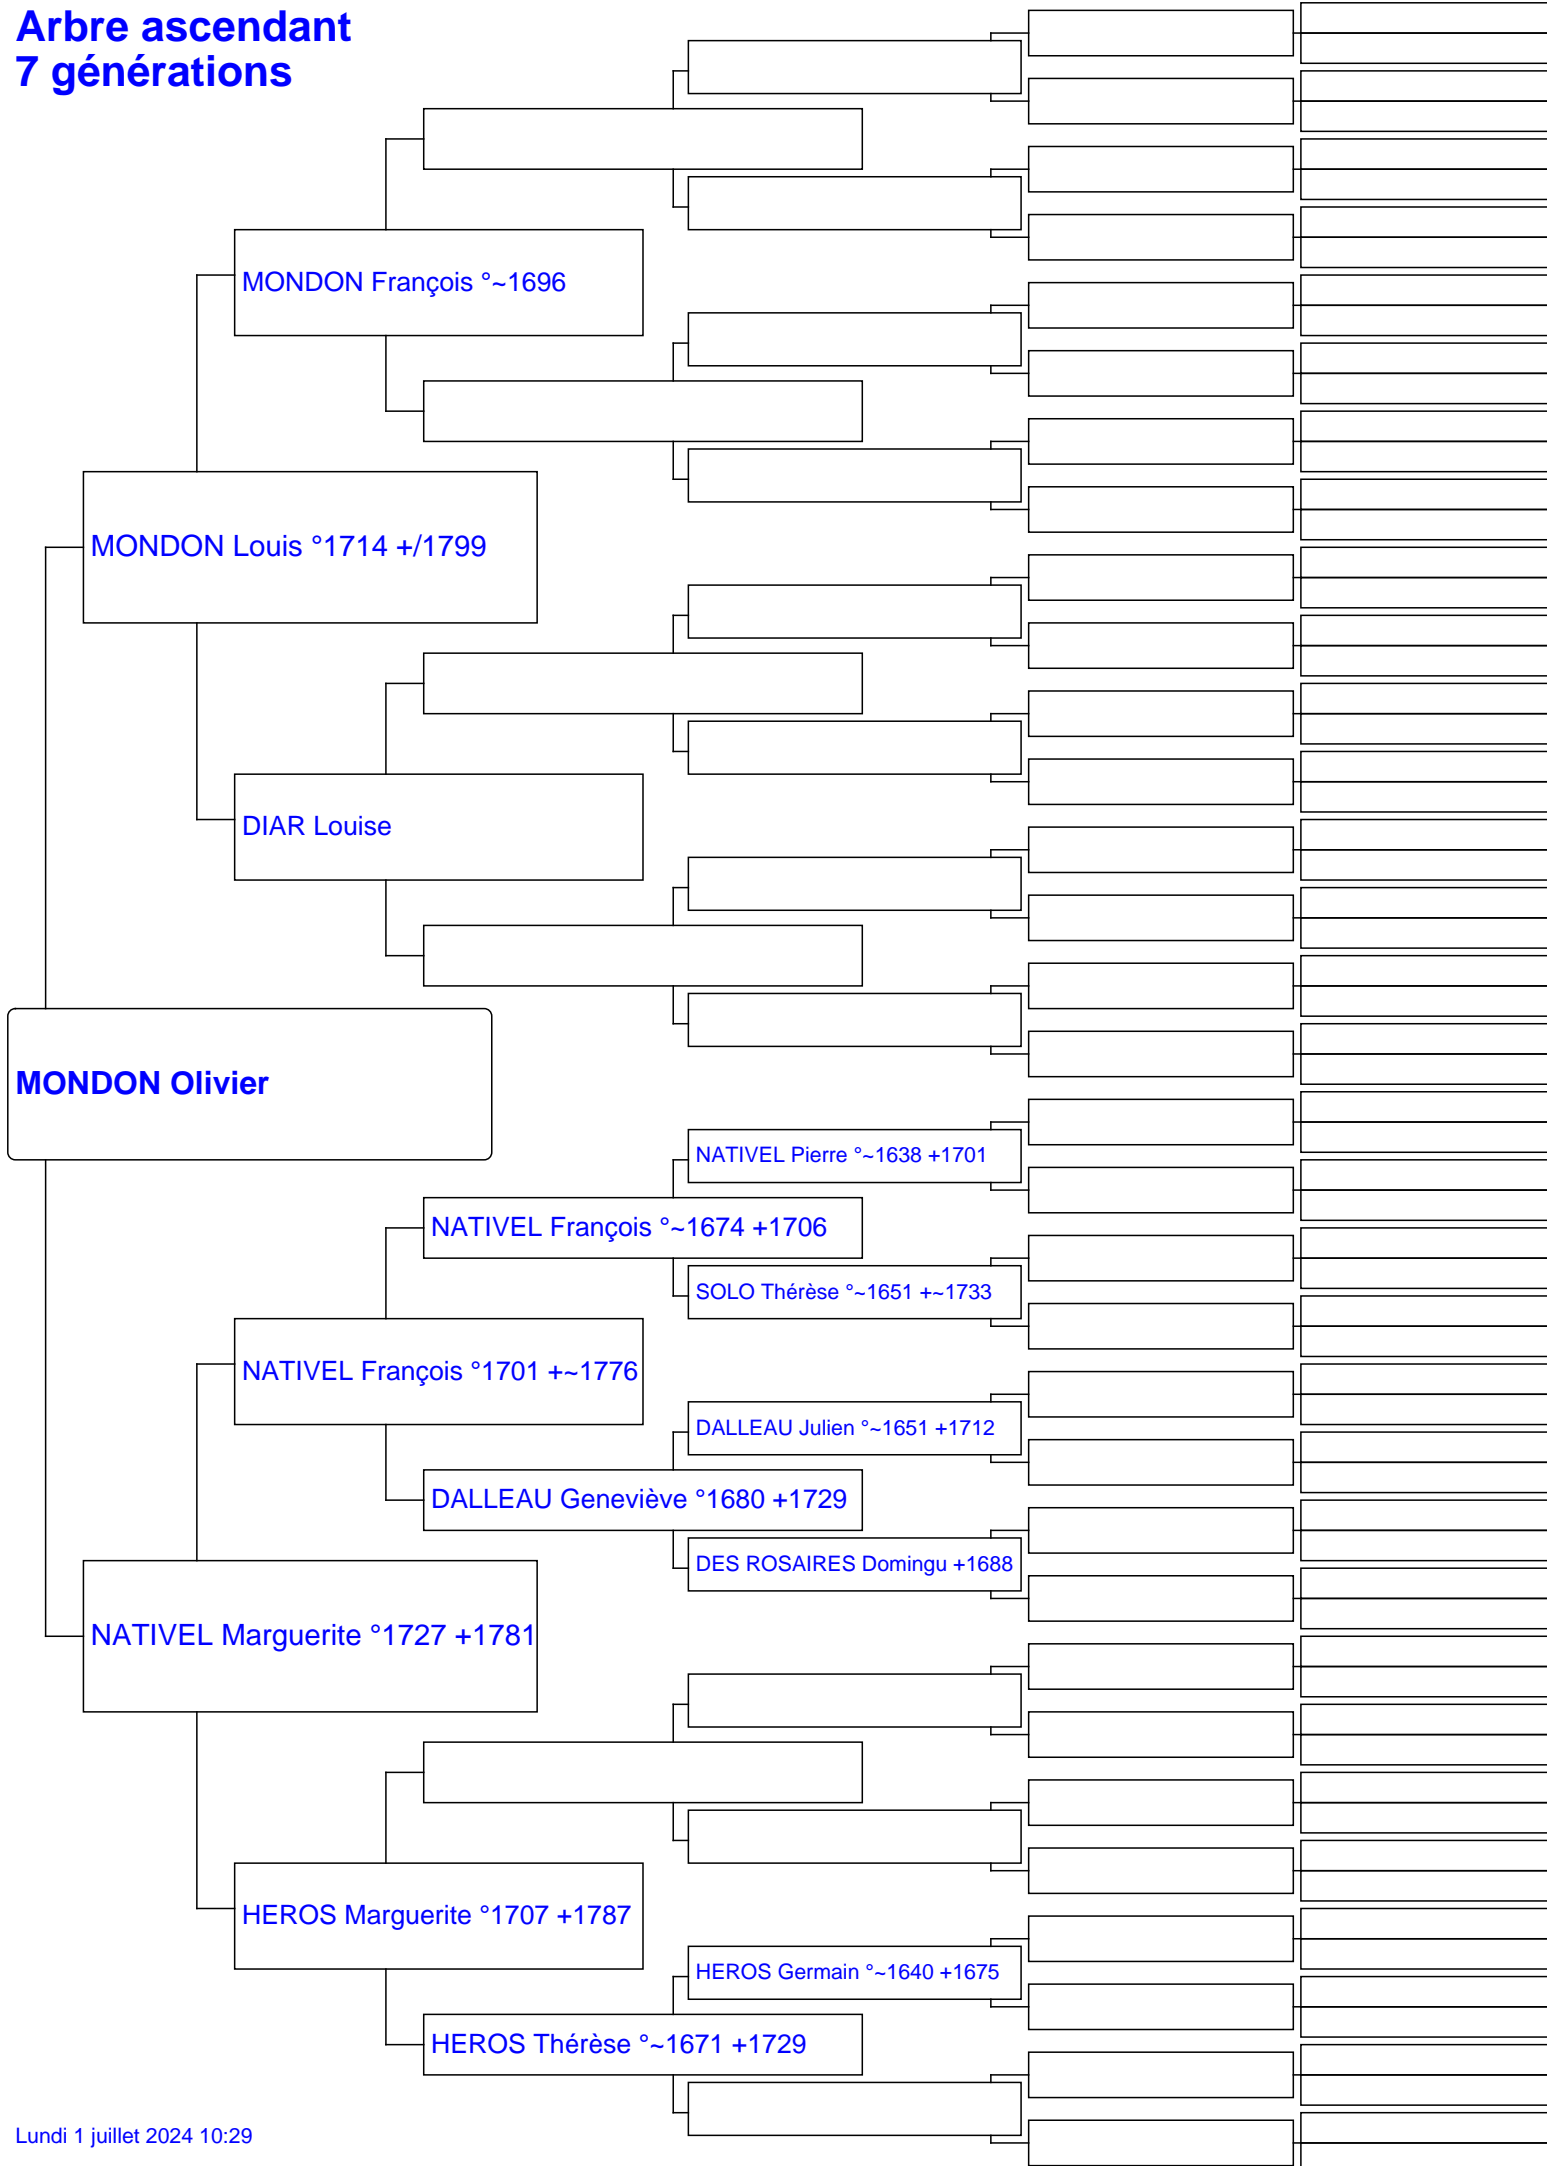 Arbre ascendant
7 générations
MONDON François °~1696
MONDON Louis °1714 +/1799
DIAR Louise
MONDON Olivier
NATIVEL Pierre °~1638 +1701
NATIVEL François °~1674 +1706
SOLO Thérèse °~1651 +~1733
NATIVEL François °1701 +~1776
DALLEAU Julien °~1651 +1712
DALLEAU Geneviève °1680 +1729
DES ROSAIRES Domingu +1688
NATIVEL Marguerite °1727 +1781
HEROS Marguerite °1707 +1787
HEROS Germain °~1640 +1675
HEROS Thérèse °~1671 +1729
Lundi 1 juillet 2024 10:29